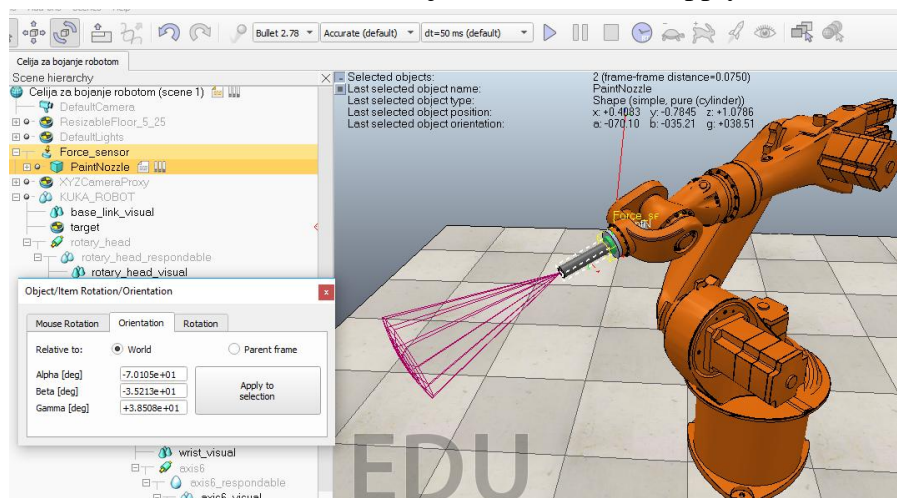 Bullet 2.78
Accurate (default)
dt=50 ms (default)
Celija za bojanje robotom
Scene hierarchy
Celija za bojanje robotom (scene 1)
DefaultCamera
ResizableFloor_5_25
DefaultLights
Force_sensor
PaintNozzle
XYZCameraProxy
KUKA_ROBOT
base_link_visual
target
rotary_head
rotary_head_respondable
rotary_head_visual
Selected objects: 2 (frame-frame distance=0.0750)
Last selected object name: PaintNozzle
Last selected object type: Shape (simple, pure (cylinder))
Last selected object position: x: +0.4083 y: -0.7845 z: +1.0786
Last selected object orientation: a: -070.10 b: -035.21 g: +038.51
Object/Item Rotation/Orientation
x
Mouse Rotation
Orientation
Rotation
Relative to:
World
Parent frame
Alpha [deg]
-7.0105e+01
Beta [deg]
-3.5213e+01
Gamma [deg]
+3.8508e+01
Apply to
selection
wrist_visual
axis6
axis6_respondable
axis6_visual
EDU